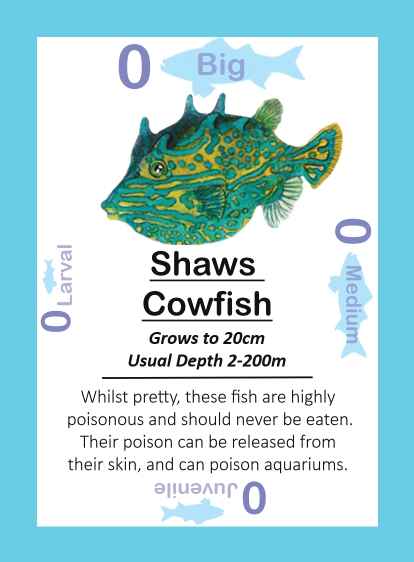 0 Big
Shaws
Cowfish
Grows to 20cm
Usual Depth 2-200m
Whilst pretty, these fish are highly
poisonous and should never be eaten.
Their poison can be released from
their skin, and can poison aquariums.
0 Larval
0 Medium
0 Juvenile